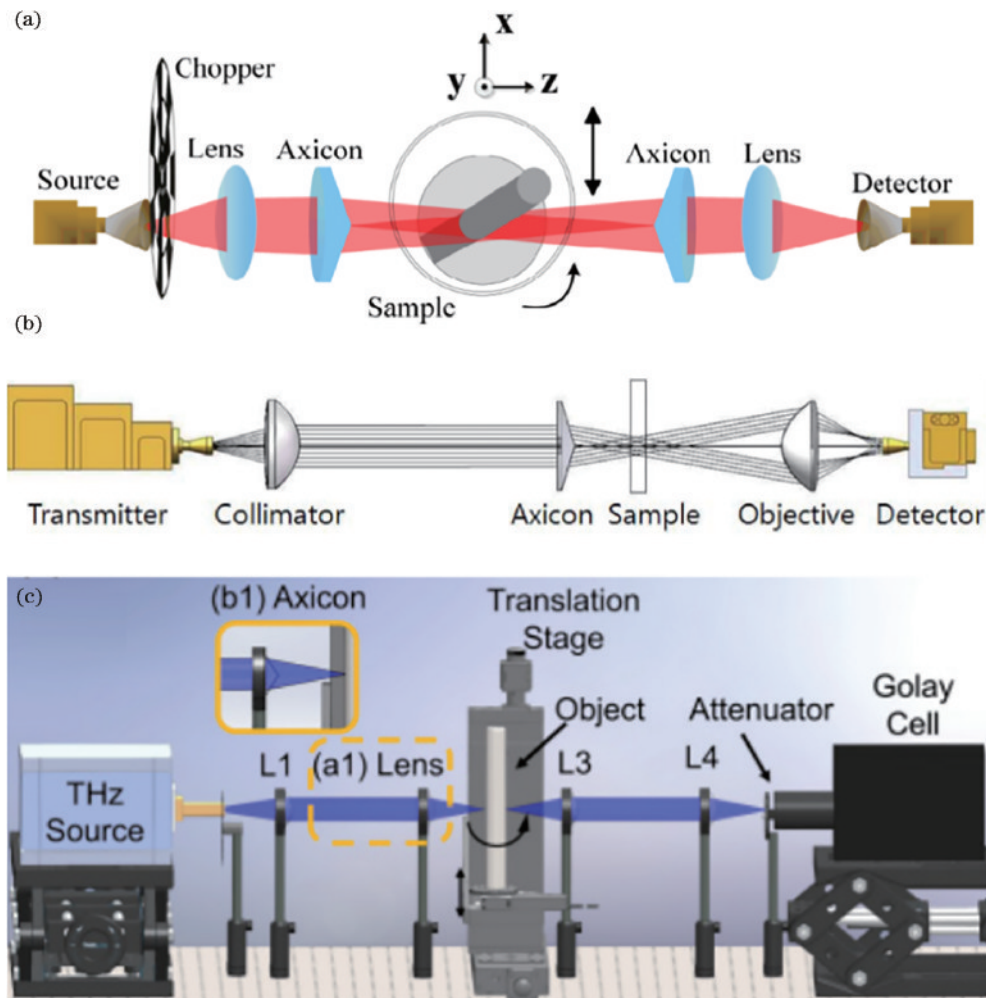 (a)
x
y
z
Chopper
Lens
Axicon
Axicon
Lens
Source
Detector
Sample
(b)
Transmitter
Collimator
Axicon
Sample
Objective
Detector
(c)
(b1) Axicon
Translation
Stage
Object
Attenuator
Golay
Cell
L1
(a1) Lens
L3
L4
THz
Source